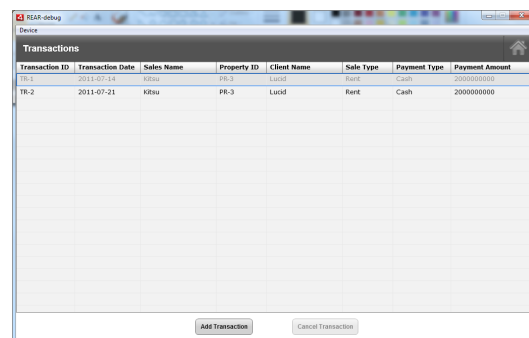 REAR-debug
Device
Transactions
Transaction ID Transaction Date Sales Name Property ID Client Name Sale Type Payment Type Payment Amount
TR-1 2011-07-14 Kitsu PR-3 Lucid Rent Cash 2000000000
TR-2 2011-07-21 Kitsu PR-3 Lucid Rent Cash 2000000000
Add Transaction Cancel Transaction